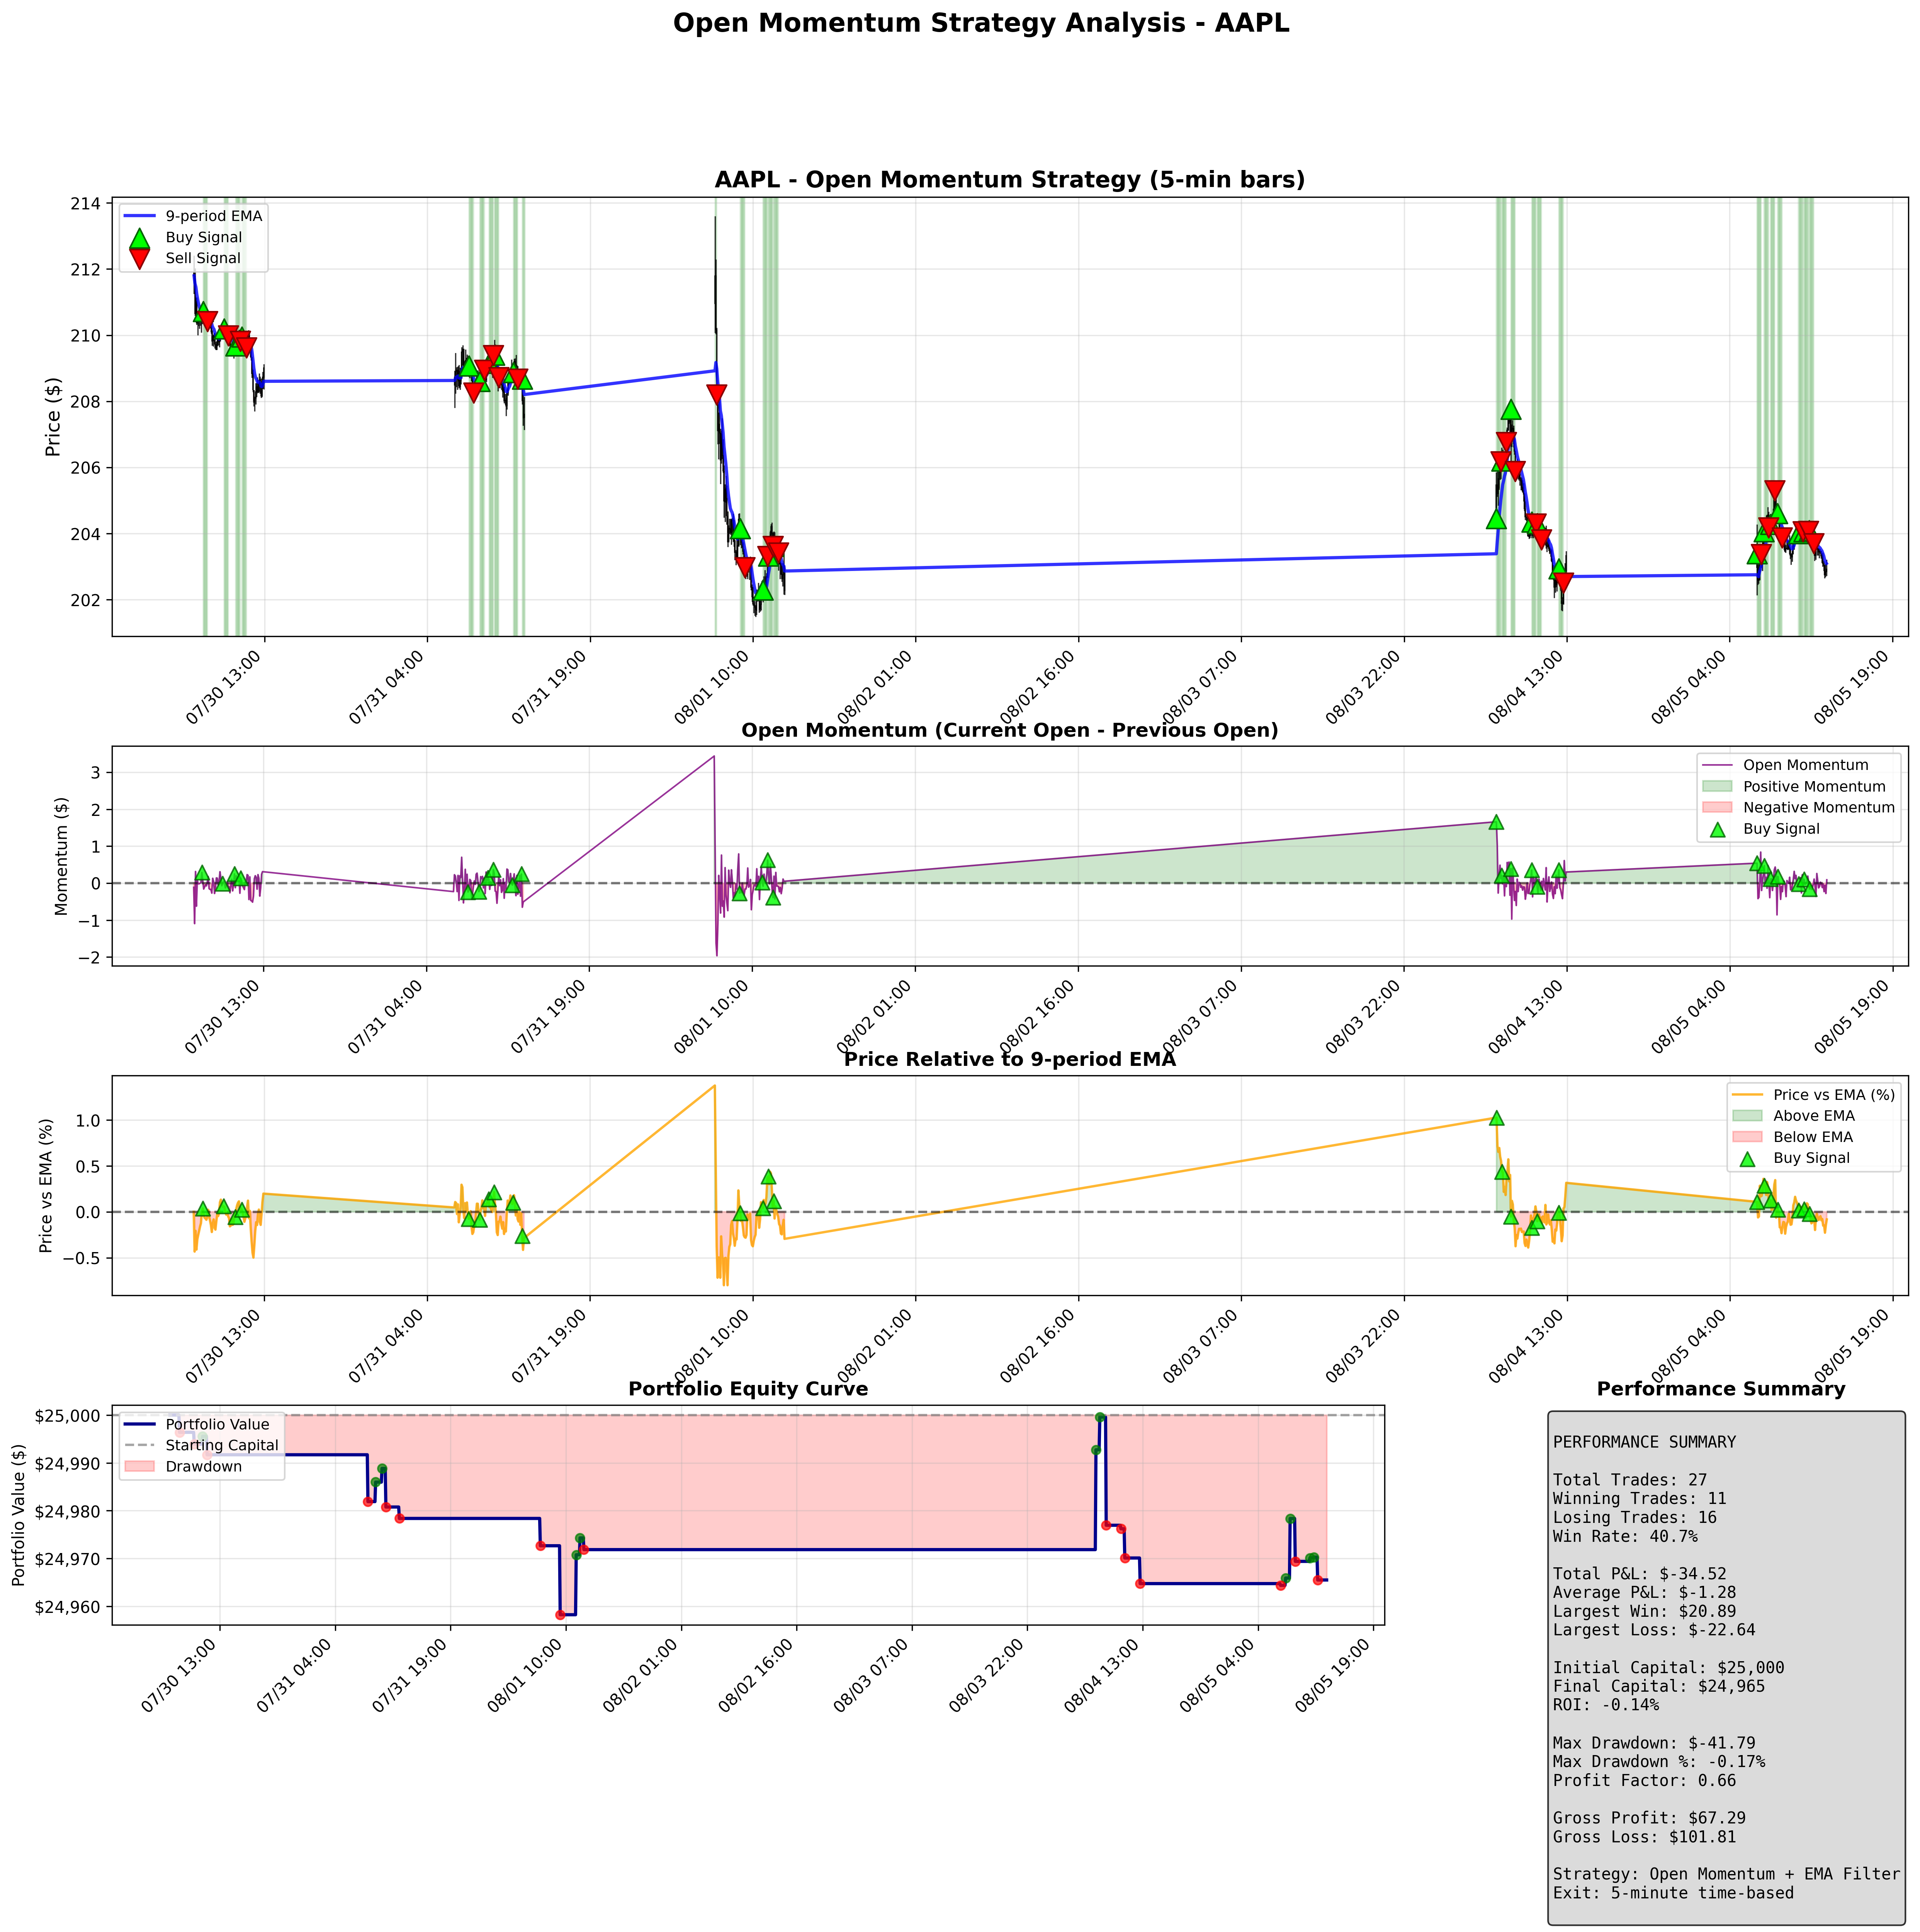 Open Momentum Strategy Analysis - AAPL
AAPL - Open Momentum Strategy (5-min bars)
Price ($)
214
212
210
208
206
204
202
9-period EMA
Buy Signal
Sell Signal
07/30 13:00
07/31 04:00
07/31 19:00
08/01 10:00
08/02 01:00
08/02 16:00
08/03 07:00
08/03 22:00
08/04 13:00
08/05 04:00
08/05 19:00
Open Momentum (Current Open - Previous Open)
Momentum ($)
3
2
1
0
−1
−2
Open Momentum
Positive Momentum
Negative Momentum
Buy Signal
07/30 13:00
07/31 04:00
07/31 19:00
08/01 10:00
08/02 01:00
08/02 16:00
08/03 07:00
08/03 22:00
08/04 13:00
08/05 04:00
08/05 19:00
Price Relative to 9-period EMA
Price vs EMA (%)
1.0
0.5
0.0
−0.5
Price vs EMA (%)
Above EMA
Below EMA
Buy Signal
07/30 13:00
07/31 04:00
07/31 19:00
08/01 10:00
08/02 01:00
08/02 16:00
08/03 07:00
08/03 22:00
08/04 13:00
08/05 04:00
08/05 19:00
Portfolio Equity Curve
Portfolio Value ($)
$25,000
$24,990
$24,980
$24,970
$24,960
Portfolio Value
Starting Capital
Drawdown
07/30 13:00
07/31 04:00
07/31 19:00
08/01 10:00
08/02 01:00
08/02 16:00
08/03 07:00
08/03 22:00
08/04 13:00
08/05 04:00
08/05 19:00
Performance Summary
PERFORMANCE SUMMARY
Total Trades: 27
Winning Trades: 11
Losing Trades: 16
Win Rate: 40.7%
Total P&L: $-34.52
Average P&L: $-1.28
Largest Win: $20.89
Largest Loss: $-22.64
Initial Capital: $25,000
Final Capital: $24,965
ROI: -0.14%
Max Drawdown: $-41.79
Max Drawdown %: -0.17%
Profit Factor: 0.66
Gross Profit: $67.29
Gross Loss: $101.81
Strategy: Open Momentum + EMA Filter
Exit: 5-minute time-based